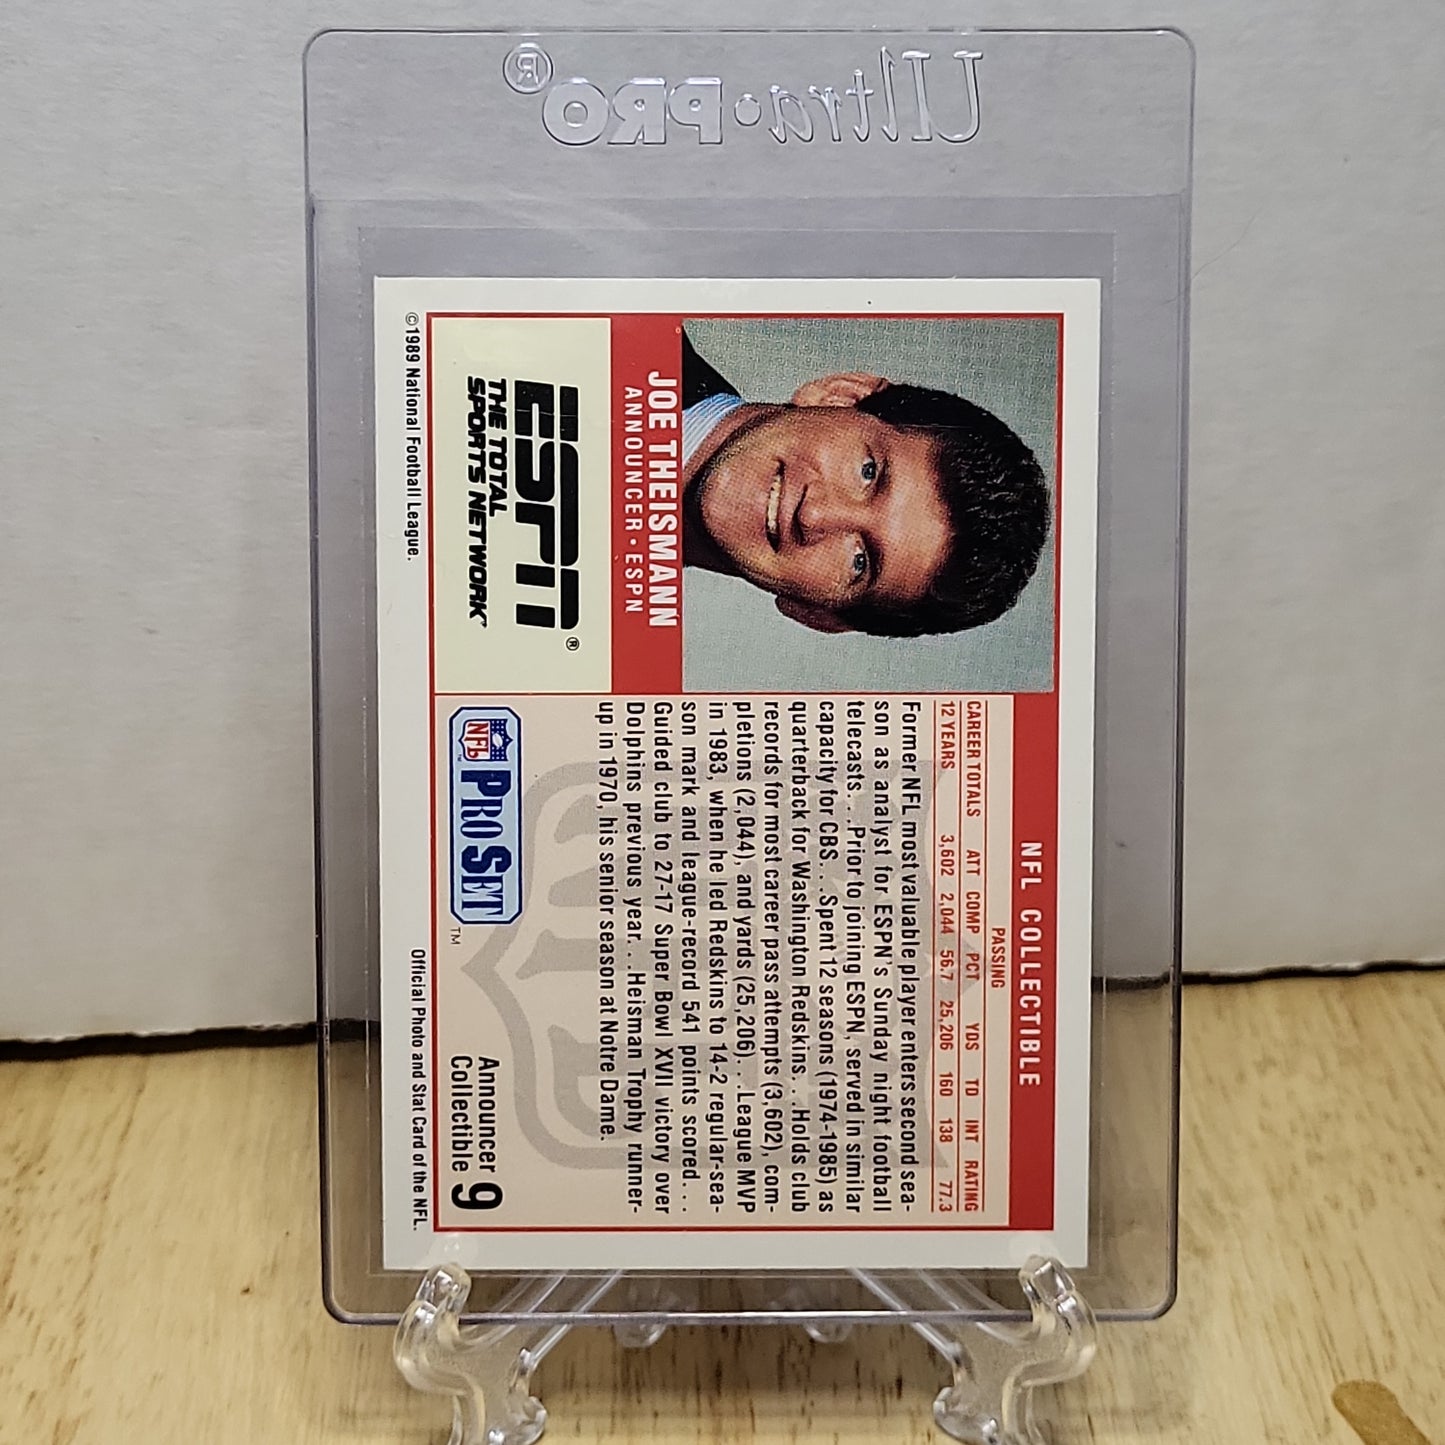 Ultra•PRO®
NFL COLLECTIBLE
PASSING
CAREER TOTALS ATT COMP PCT YDS TD INT RATING
12 YEARS 3,602 2,044 56.7 25,206 160 138 77.3
Former NFL most valuable player enters second sea-
son as analyst for ESPN's Sunday night football
telecasts. . .Prior to joining ESPN, served in similar
capacity for CBS. . .Spent 12 seasons (1974-1985) as
quarterback for Washington Redskins. . .Holds club
records for most career pass attempts (3,602), com-
pletions (2,044), and yards (25,206). . .League MVP
in 1983, when he led Redskins to 14-2 regular-sea-
son mark and league-record 541 points scored. . .
Guided club to 27-17 Super Bowl XVII victory over
Dolphins previous year. . .Heisman Trophy runner-
up in 1970, his senior season at Notre Dame.
JOE THEISMANN
ANNOUNCER • ESPN
ESPN®
THE TOTAL
SPORTS NETWORK®
NFL PRO SET™
Announcer
Collectible 9
©1989 National Football League.
Official Photo and Stat Card of the NFL.